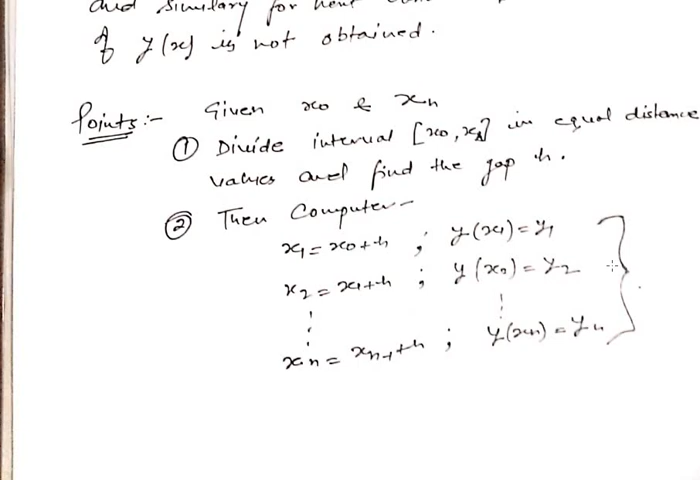 and similary for next
of y(x) is not obtained.
Points:- Given x0 & xn
① Divide interval [x0, xn] in equal distance
values and find the gap h.
② Then Computer-
x1 = x0+h ; y(x1) = y1
x2 = x1+h ; y(x2) = y2
xn = xn-1+h ; y(xn) = yn